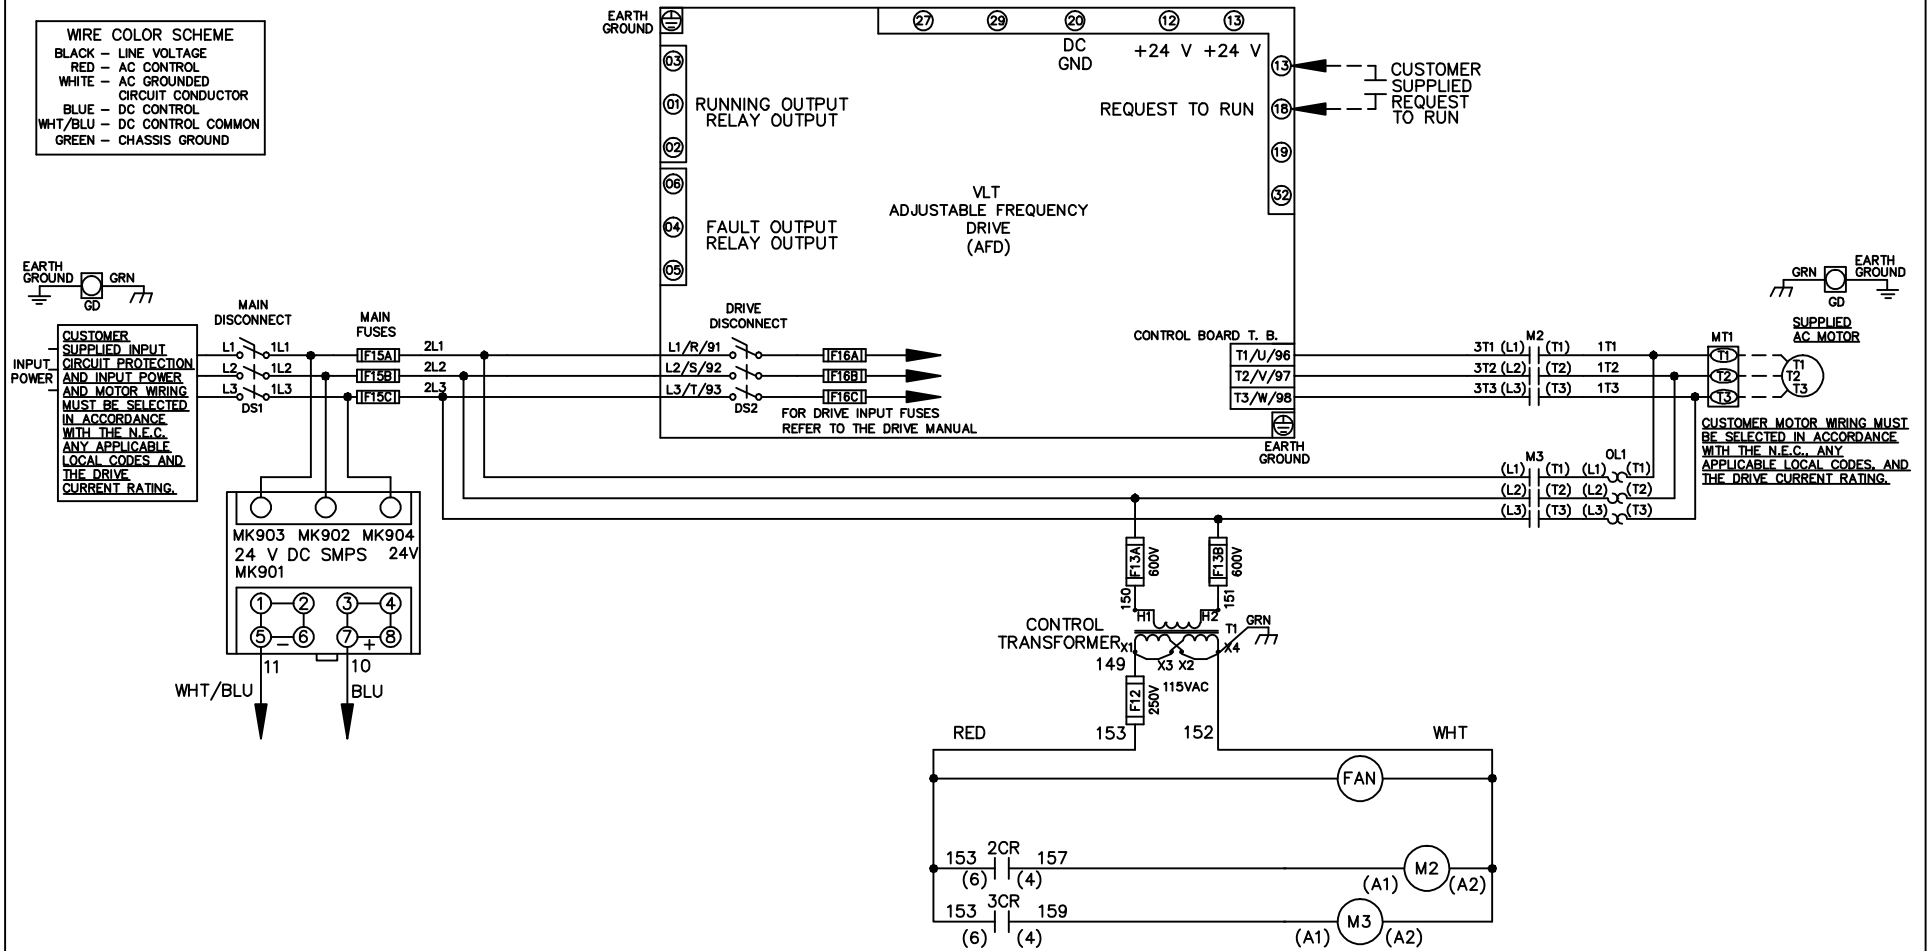 WIRE COLOR SCHEME
BLACK – LINE VOLTAGE
RED – AC CONTROL
WHITE – AC GROUNDED
CIRCUIT CONDUCTOR
BLUE – DC CONTROL
WHT/BLU – DC CONTROL COMMON
GREEN – CHASSIS GROUND
EARTH
GROUND
27 29 20 12 13
DC
GND
+24 V +24 V
03
01
02
RUNNING OUTPUT
RELAY OUTPUT
06
04
05
FAULT OUTPUT
RELAY OUTPUT
VLT
ADJUSTABLE FREQUENCY
DRIVE
(AFD)
REQUEST TO RUN
13
18
19
32
CUSTOMER
SUPPLIED
REQUEST
TO RUN
EARTH
GROUND
GRN
GD
INPUT
POWER
CUSTOMER
SUPPLIED INPUT
CIRCUIT PROTECTION
AND INPUT POWER
AND MOTOR WIRING
MUST BE SELECTED
IN ACCORDANCE
WITH THE N.E.C.
ANY APPLICABLE
LOCAL CODES AND
THE DRIVE
CURRENT RATING.
MAIN
DISCONNECT
L1 1L1
L2 1L2
L3 1L3
DS1
MAIN
FUSES
F15A 2L1
F15B 2L2
F15C 2L3
DRIVE
DISCONNECT
L1/R/91
L2/S/92
L3/T/93
DS2
F16A
F16B
F16C
FOR DRIVE INPUT FUSES
REFER TO THE DRIVE MANUAL
CONTROL BOARD T. B.
T1/U/96
T2/V/97
T3/W/98
EARTH
GROUND
M2
3T1 (L1) (T1) 1T1
3T2 (L2) (T2) 1T2
3T3 (L3) (T3) 1T3
M3 OL1
(L1) (T1) (L1) (T1)
(L2) (T2) (L2) (T2)
(L3) (T3) (L3) (T3)
GRN
GD
EARTH
GROUND
SUPPLIED
AC MOTOR
MT1
T1
T2
T3
T1
T2
T3
CUSTOMER MOTOR WIRING MUST
BE SELECTED IN ACCORDANCE
WITH THE N.E.C., ANY
APPLICABLE LOCAL CODES, AND
THE DRIVE CURRENT RATING.
MK903 MK902 MK904
24 V DC SMPS 24V
MK901
1 2 3 4
5 – 6 7 + 8
11 10
WHT/BLU BLU
F13A 600V
F13B 600V
150 151
H1 H2
CONTROL
TRANSFORMER
T1
GRN
X1 X3 X2 X4
149
115VAC
F12 250V
153 152
RED WHT
FAN
2CR
153 157
(6) (4)
M2
(A1) (A2)
3CR
153 159
(6) (4)
M3
(A1) (A2)